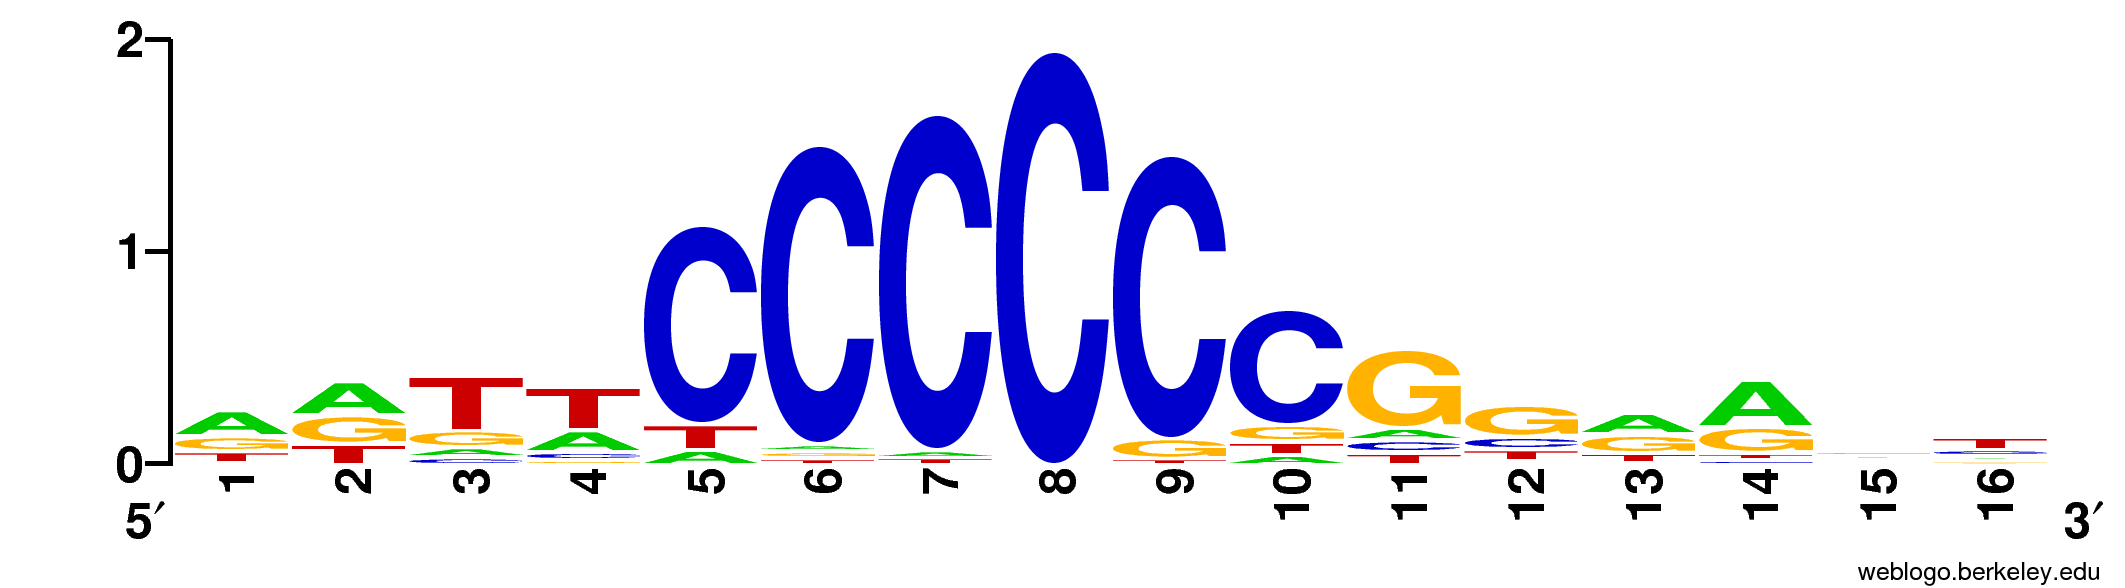 2
1
0
A A T T C C C C C C G G A A T
G G G A T A A G G A A C G G C
T T A C A G T T T G C T T T
C G T A T
1 2 3 4 5 6 7 8 9 10 11 12 13 14 15 16
5′ 3′
weblogo.berkeley.edu